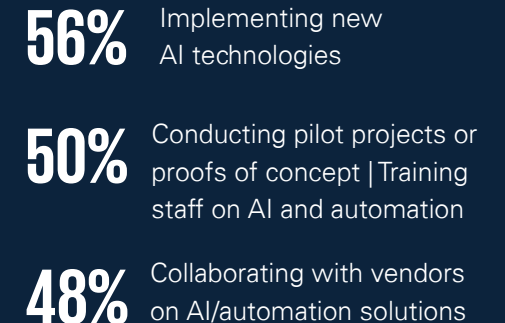 56% Implementing new
AI technologies
50% Conducting pilot projects or
proofs of concept | Training
staff on AI and automation
48% Collaborating with vendors
on AI/automation solutions